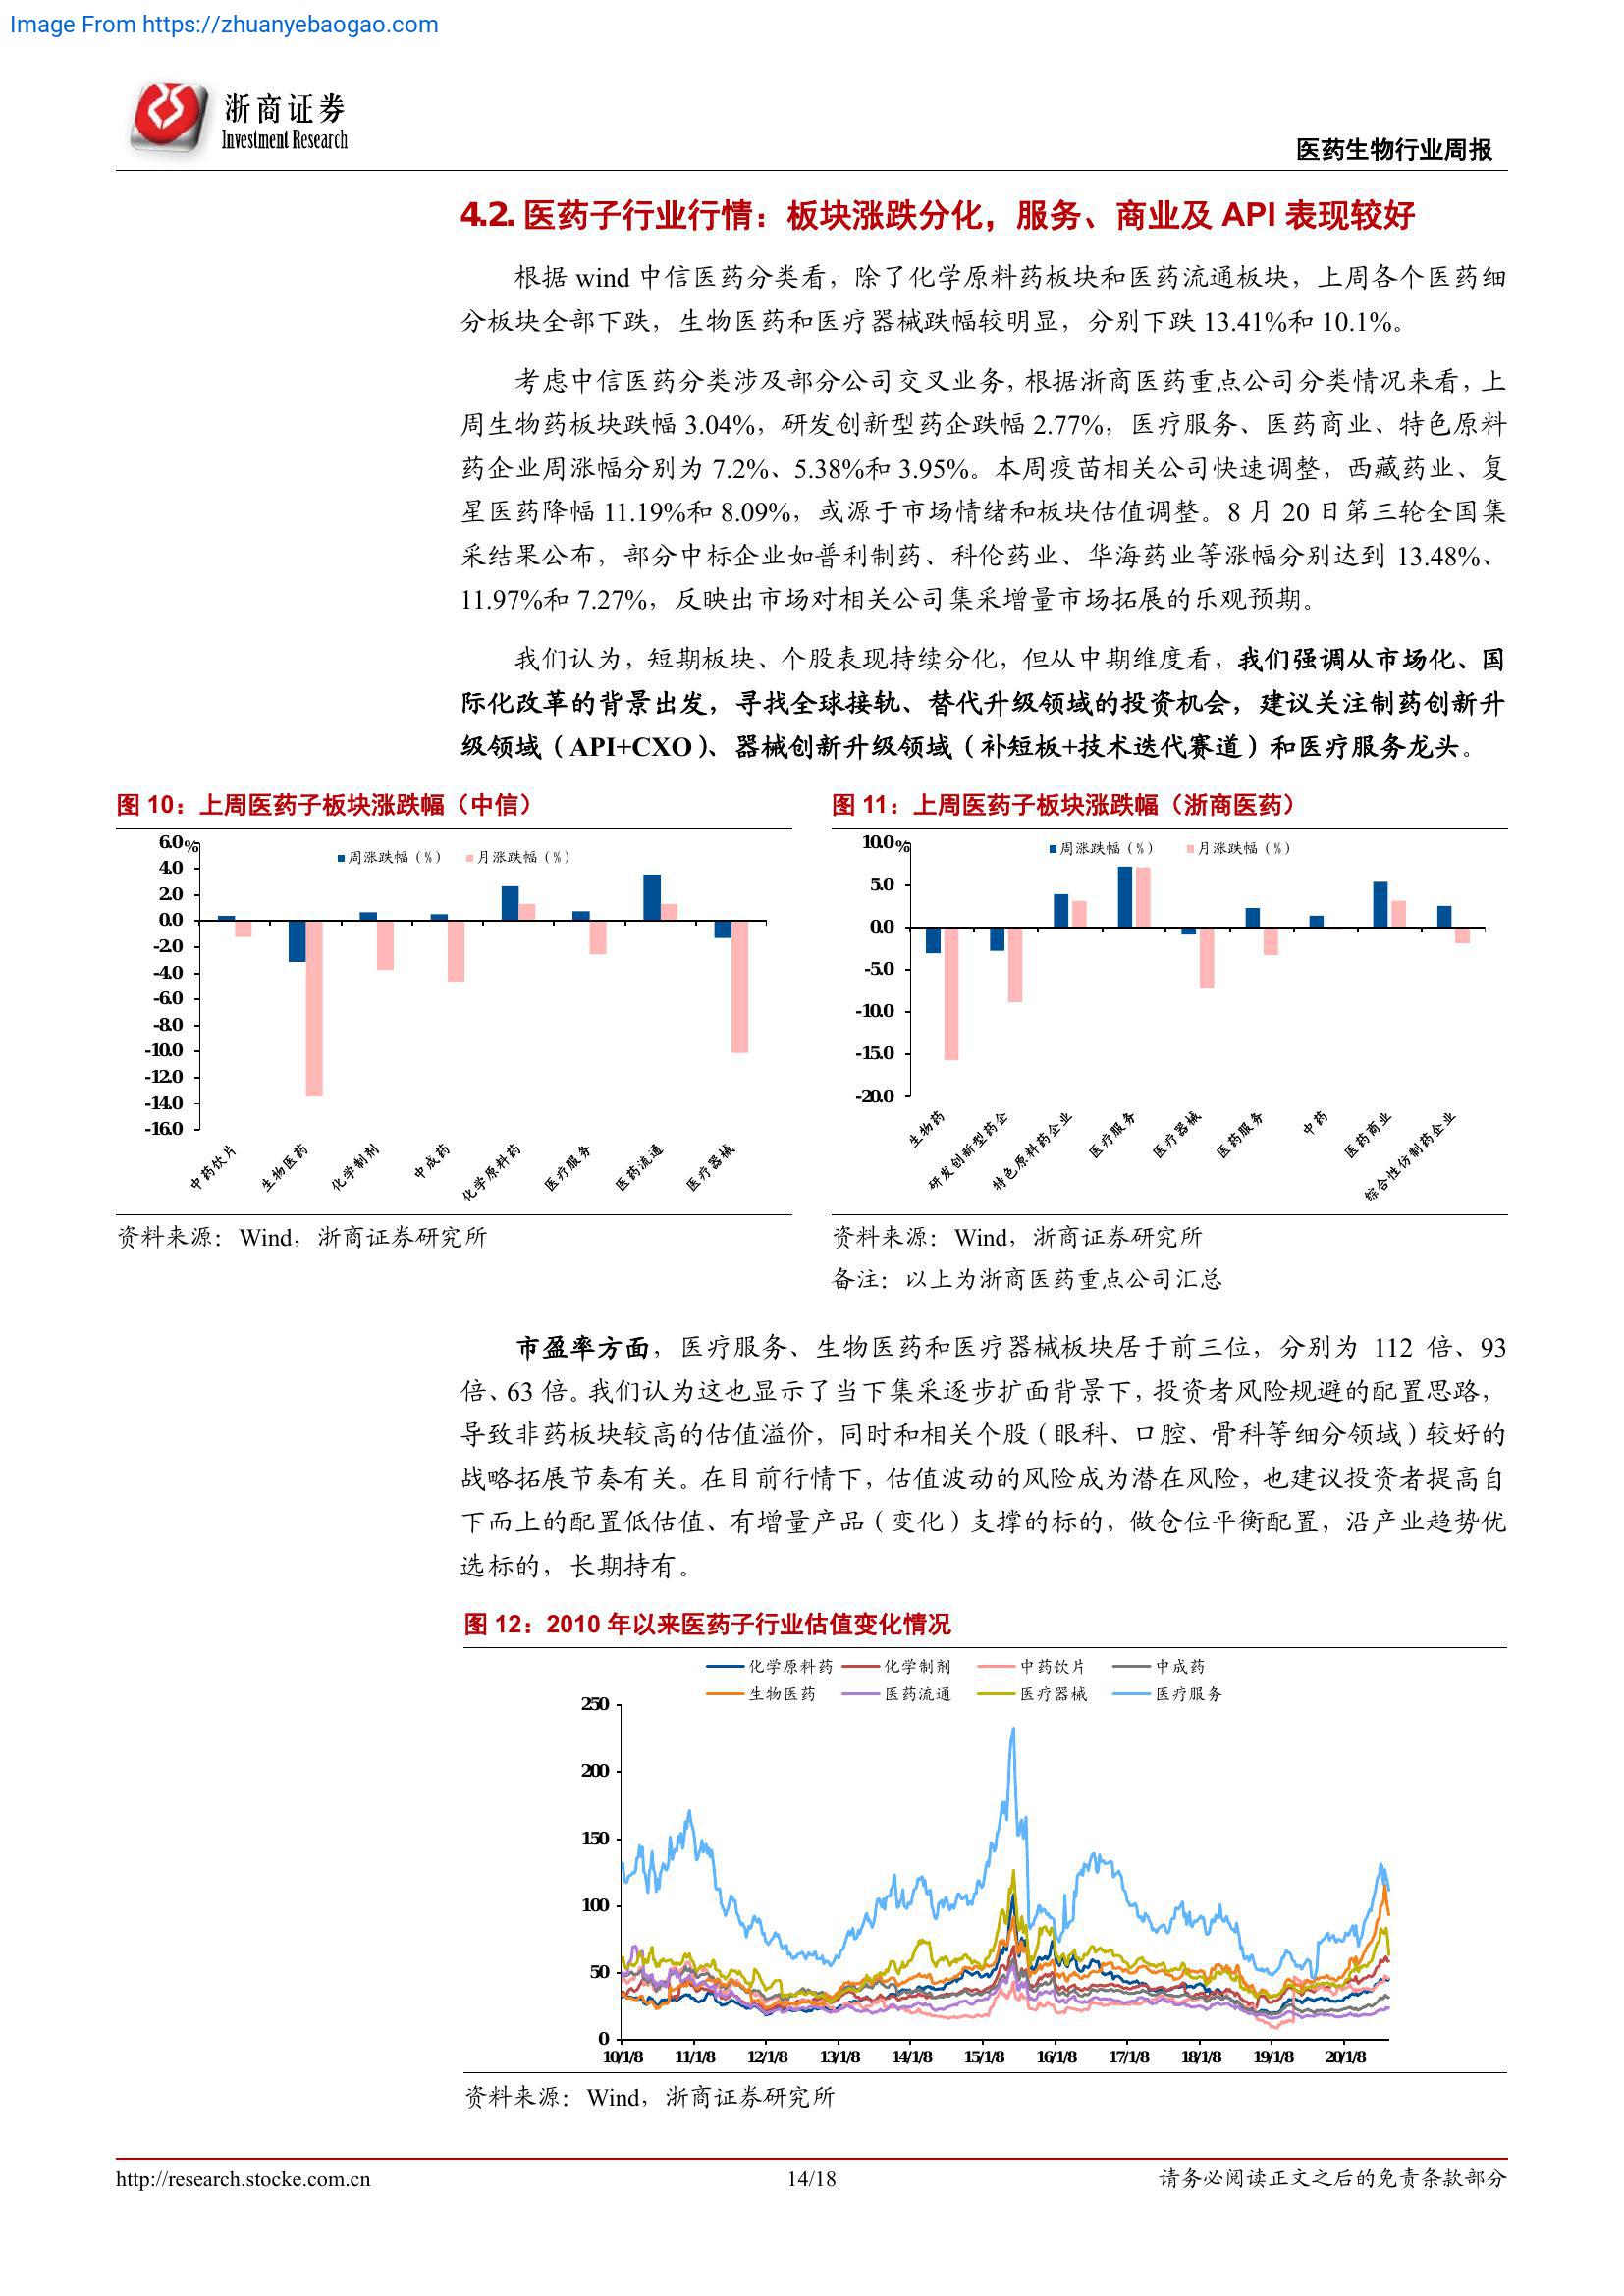 Image From https://zhuanyebaogao.com
浙商证券
Investment Research
医药生物行业周报
4.2. 医药子行业行情：板块涨跌分化，服务、商业及 API 表现较好
根据 wind 中信医药分类看，除了化学原料药板块和医药流通板块，上周各个医药细
分板块全部下跌，生物医药和医疗器械跌幅较明显，分别下跌 13.41%和 10.1%。
考虑中信医药分类涉及部分公司交叉业务，根据浙商医药重点公司分类情况来看，上
周生物药板块跌幅 3.04%，研发创新型药企跌幅 2.77%，医疗服务、医药商业、特色原料
药企业周涨幅分别为 7.2%、5.38%和 3.95%。本周疫苗相关公司快速调整，西藏药业、复
星医药降幅 11.19%和 8.09%，或源于市场情绪和板块估值调整。8 月 20 日第三轮全国集
采结果公布，部分中标企业如普利制药、科伦药业、华海药业等涨幅分别达到 13.48%、
11.97%和 7.27%，反映出市场对相关公司集采增量市场拓展的乐观预期。
我们认为，短期板块、个股表现持续分化，但从中期维度看，我们强调从市场化、国
际化改革的背景出发，寻找全球接轨、替代升级领域的投资机会，建议关注制药创新升
级领域（API+CXO）、器械创新升级领域（补短板+技术迭代赛道）和医疗服务龙头。
图 10：上周医药子板块涨跌幅（中信）
6.0%
周涨跌幅（%） 月涨跌幅（%）
4.0
2.0
0.0
-2.0
-4.0
-6.0
-8.0
-10.0
-12.0
-14.0
-16.0
中药饮片 生物医药 化学制剂 中成药 化学原料药 医疗服务 医药流通 医疗器械
资料来源：Wind，浙商证券研究所
图 11：上周医药子板块涨跌幅（浙商医药）
10.0%
周涨跌幅（%） 月涨跌幅（%）
5.0
0.0
-5.0
-10.0
-15.0
-20.0
生物药 研发创新型药企 特色原料药企业 医疗服务 医疗器械 医药服务 中药 医药商业 综合性仿制药企业
资料来源：Wind，浙商证券研究所
备注：以上为浙商医药重点公司汇总
市盈率方面，医疗服务、生物医药和医疗器械板块居于前三位，分别为 112 倍、93
倍、63 倍。我们认为这也显示了当下集采逐步扩面背景下，投资者风险规避的配置思路，
导致非药板块较高的估值溢价，同时和相关个股（眼科、口腔、骨科等细分领域）较好的
战略拓展节奏有关。在目前行情下，估值波动的风险成为潜在风险，也建议投资者提高自
下而上的配置低估值、有增量产品（变化）支撑的标的，做仓位平衡配置，沿产业趋势优
选标的，长期持有。
图 12：2010 年以来医药子行业估值变化情况
化学原料药 化学制剂 中药饮片 中成药
生物医药 医药流通 医疗器械 医疗服务
250
200
150
100
50
0
10/1/8 11/1/8 12/1/8 13/1/8 14/1/8 15/1/8 16/1/8 17/1/8 18/1/8 19/1/8 20/1/8
资料来源：Wind，浙商证券研究所
http://research.stocke.com.cn
14/18
请务必阅读正文之后的免责条款部分